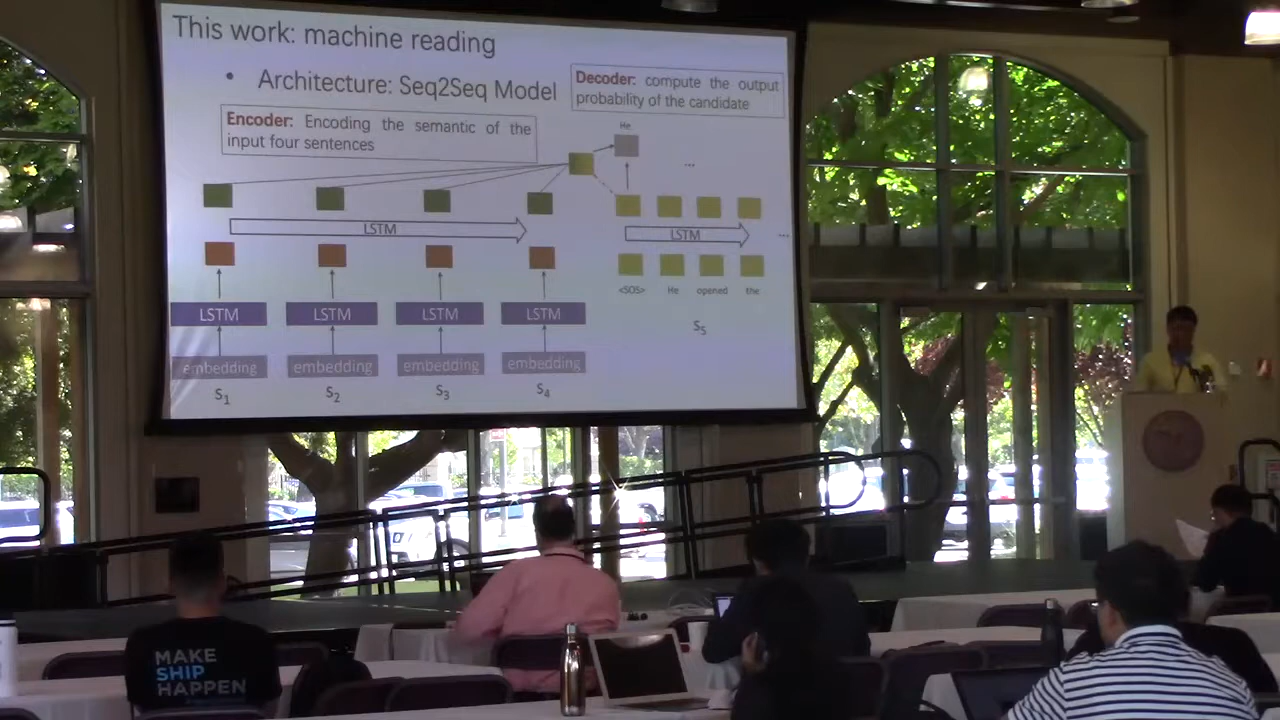 This work: machine reading
• Architecture: Seq2Seq Model
Decoder: compute the output
probability of the candidate
Encoder: Encoding the semantic of the
input four sentences
He
...
LSTM
LSTM
...
<SOS> He opened the
LSTM LSTM LSTM LSTM
S5
embedding embedding embedding embedding
S1 S2 S3 S4
MAKE
SHIP
HAPPEN